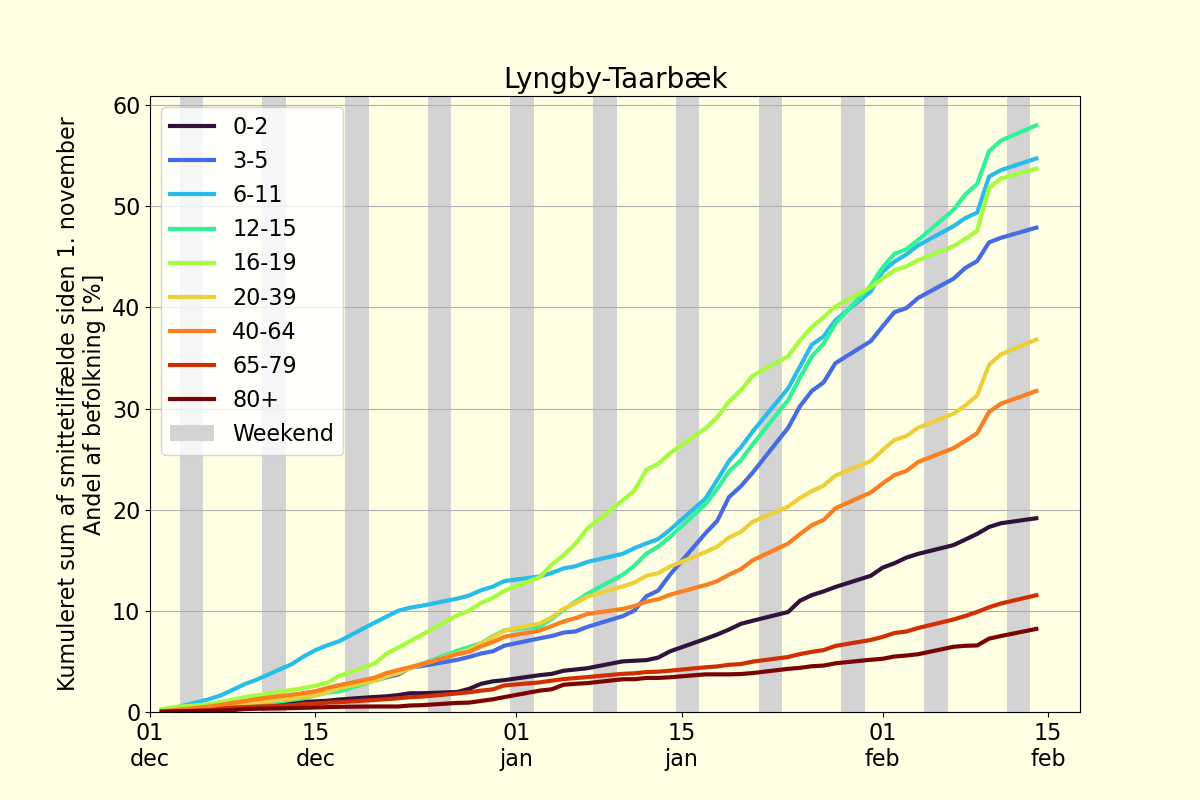 Lyngby-Taarbæk
Kumuleret sum af smittetilfælde siden 1. november
Andel af befolkning [%]
60
50
40
30
20
10
0
0-2
3-5
6-11
12-15
16-19
20-39
40-64
65-79
80+
Weekend
01 15 01 15 01 15
dec dec jan jan feb feb